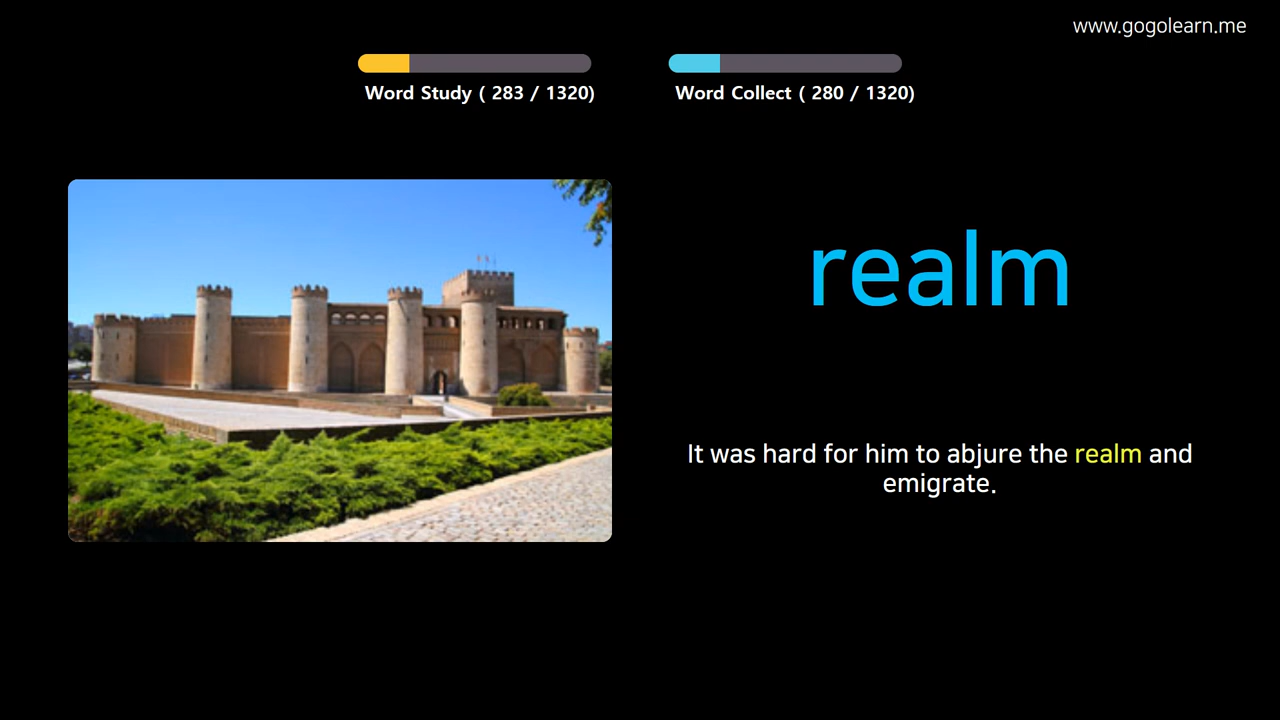 www.gogolearn.me
Word Study ( 283 / 1320)
Word Collect ( 280 / 1320)
realm
It was hard for him to abjure the realm and
emigrate.